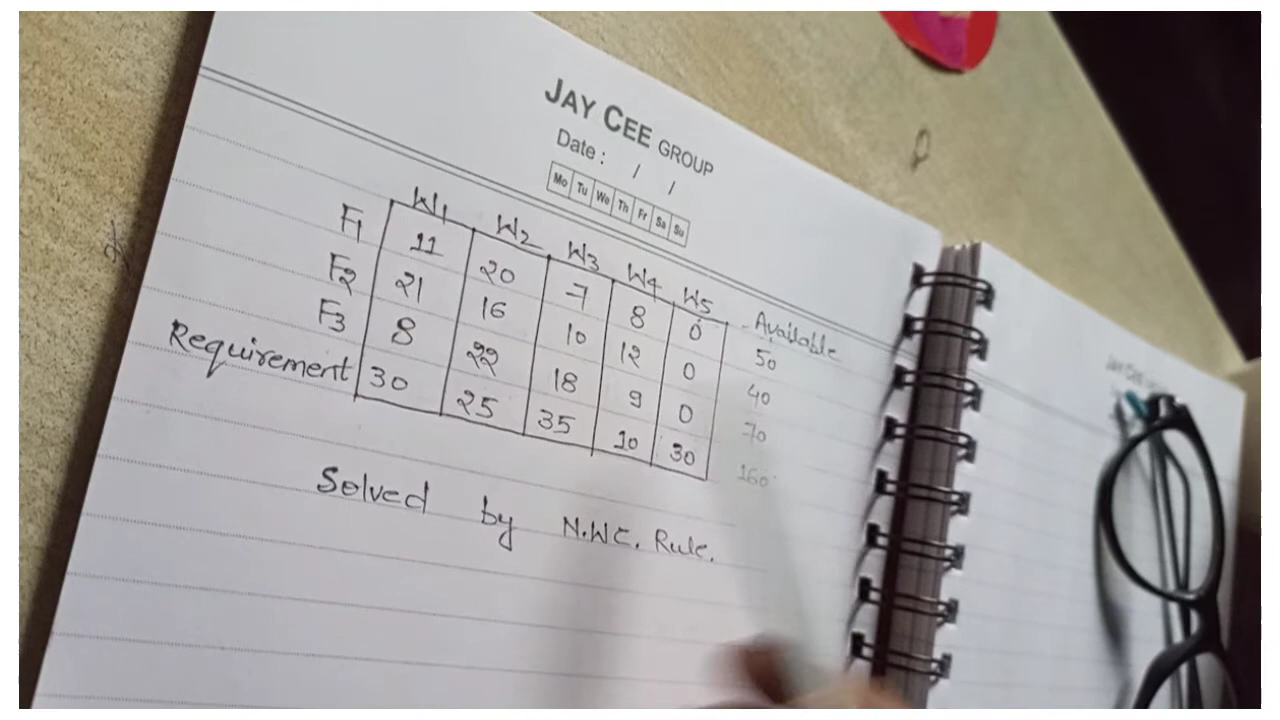 JAY CEE GROUP
Date : / /
Mo Tu We Th Fr Sa Su
W1 W2 W3 W4 W5 Available
F1 11 20 7 8 0 50
F2 21 16 10 12 0 40
F3 8 22 18 9 0 70
Requirement 30 25 35 10 30 160
Solved by N.W.C. Rule.
JAY CEE